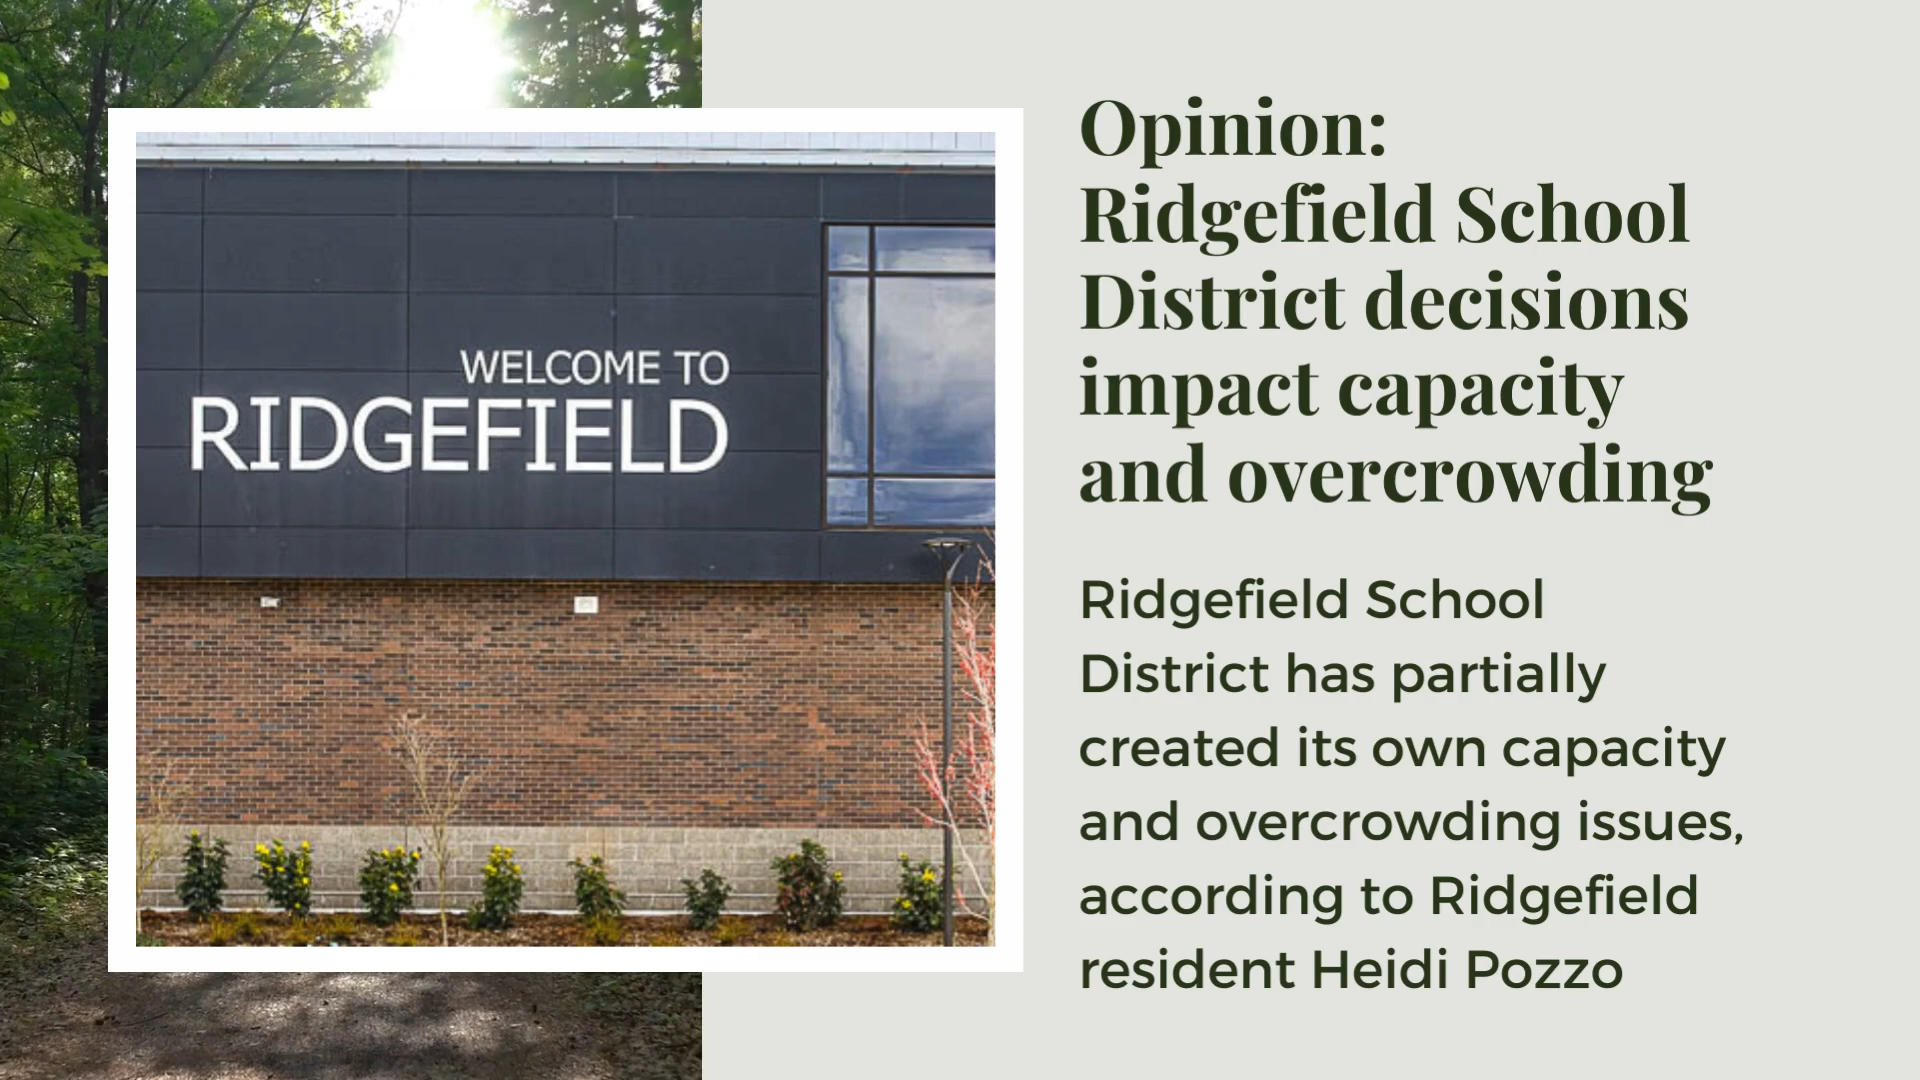 WELCOME TO
RIDGEFIELD
Opinion:
Ridgefield School
District decisions
impact capacity
and overcrowding
Ridgefield School
District has partially
created its own capacity
and overcrowding issues,
according to Ridgefield
resident Heidi Pozzo